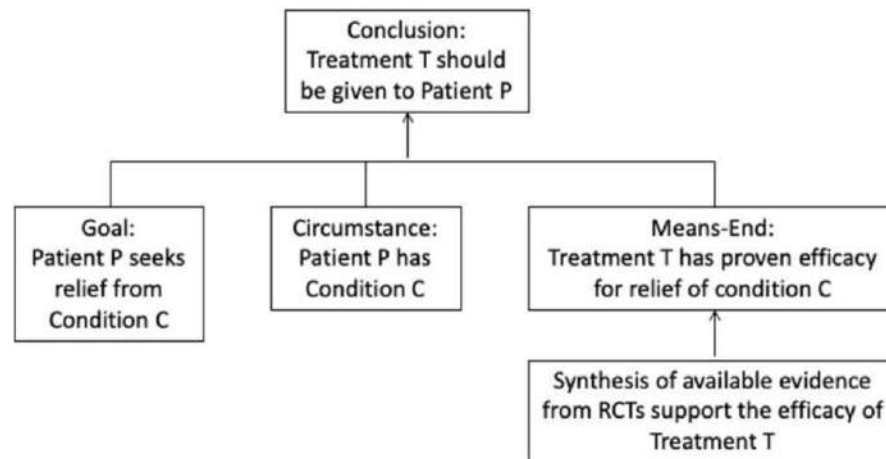 Conclusion:
Treatment T should
be given to Patient P
Goal:
Patient P seeks
relief from
Condition C
Circumstance:
Patient P has
Condition C
Means-End:
Treatment T has proven efficacy
for relief of condition C
Synthesis of available evidence
from RCTs support the efficacy of
Treatment T